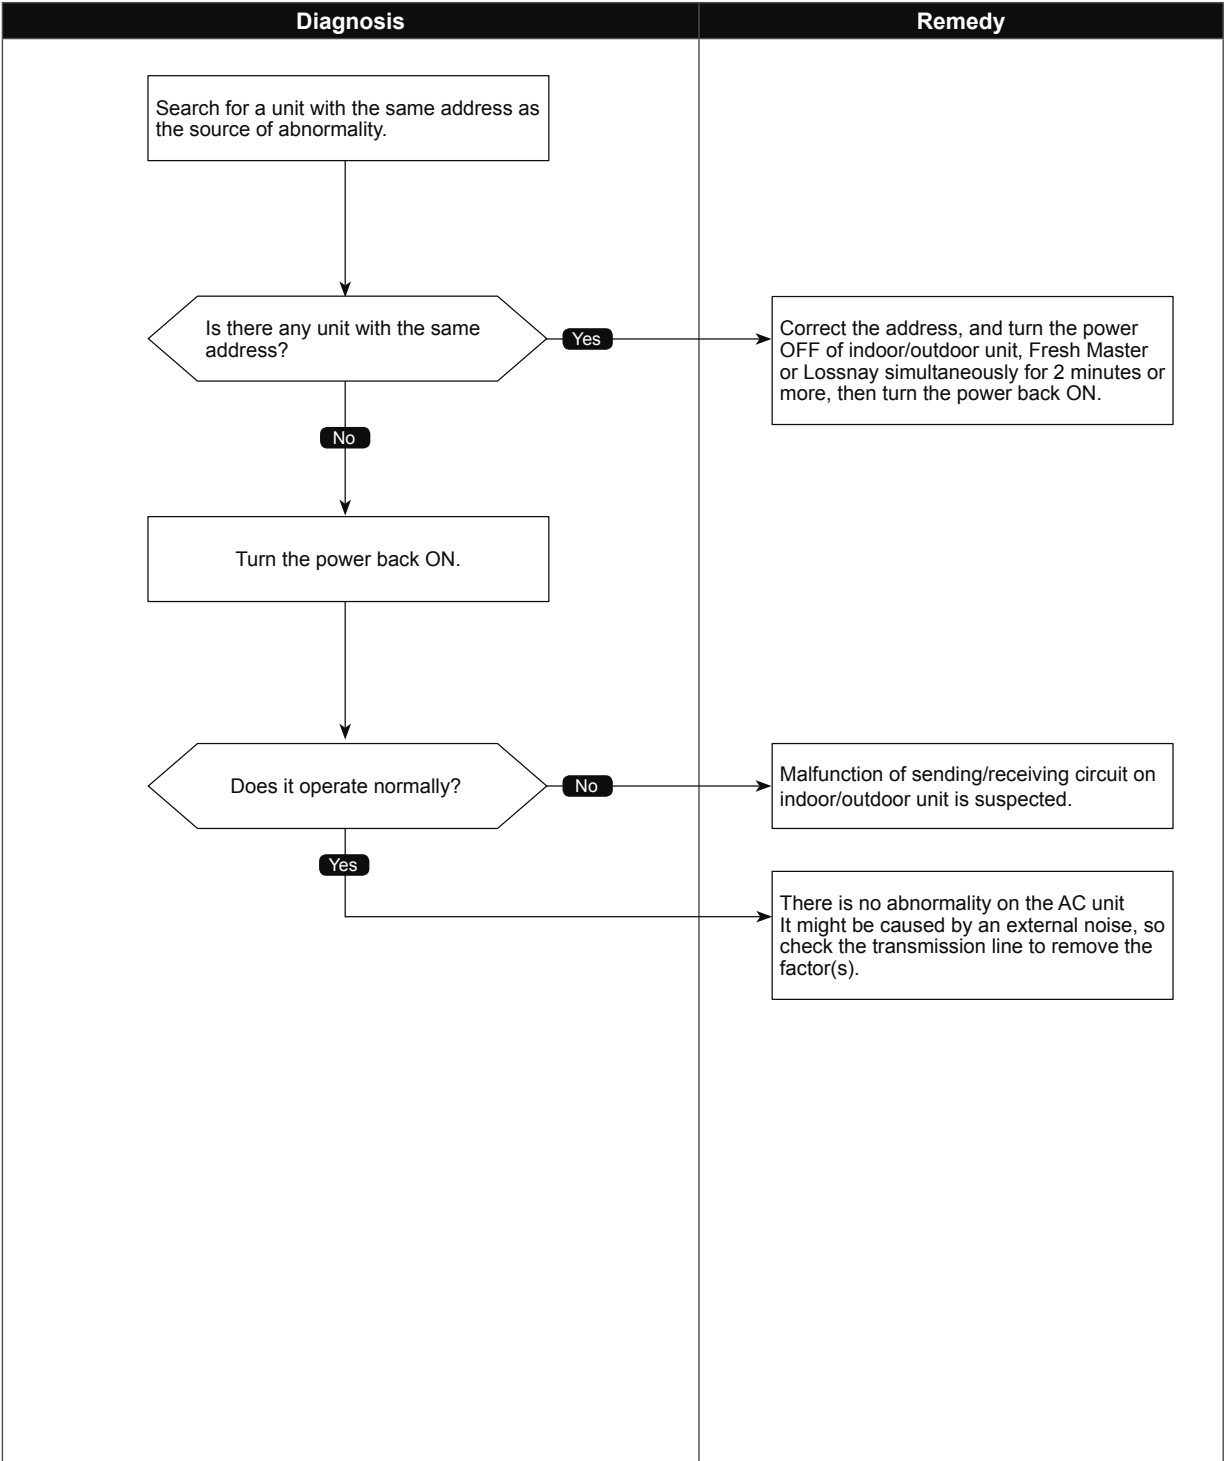 Diagnosis
Remedy
Search for a unit with the same address as
the source of abnormality.
Is there any unit with the same
address?
Yes
Correct the address, and turn the power
OFF of indoor/outdoor unit, Fresh Master
or Lossnay simultaneously for 2 minutes or
more, then turn the power back ON.
No
Turn the power back ON.
Does it operate normally?
No
Malfunction of sending/receiving circuit on
indoor/outdoor unit is suspected.
Yes
There is no abnormality on the AC unit
It might be caused by an external noise, so
check the transmission line to remove the
factor(s).